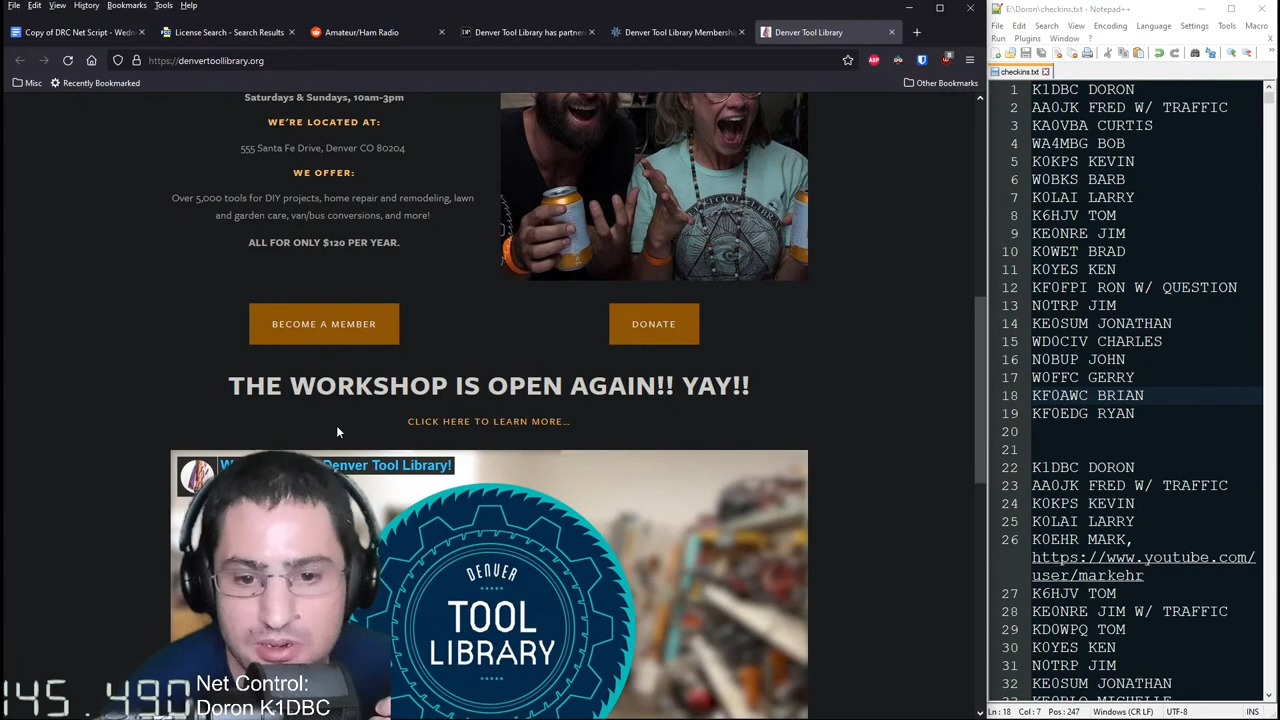 File Edit View History Bookmarks Tools Help
Copy of DRC Net Script - Wedn
License Search - Search Results
Amateur/Ham Radio
Denver Tool Library has partner
Denver Tool Library Membership
Denver Tool Library
https://denvertoollibrary.org
Misc
Recently Bookmarked
Other Bookmarks
Saturdays & Sundays, 10am-3pm
WE'RE LOCATED AT:
555 Santa Fe Drive, Denver CO 80204
WE OFFER:
Over 5,000 tools for DIY projects, home repair and remodeling, lawn
and garden care, van/bus conversions, and more!
ALL FOR ONLY $120 PER YEAR.
BECOME A MEMBER
DONATE
THE WORKSHOP IS OPEN AGAIN!! YAY!!
CLICK HERE TO LEARN MORE...
Denver Tool Library!
DENVER
TOOL
LIBRARY
145.490
Net Control:
Doron K1DBC
E:\Doron\checkins.txt - Notepad++
File Edit Search View Encoding Language Settings Tools Macro
Run Plugins Window ?
checkins.txt
1 K1DBC DORON
2 AA0JK FRED W/ TRAFFIC
3 KA0VBA CURTIS
4 WA4MBG BOB
5 K0KPS KEVIN
6 W0BKS BARB
7 K0LAI LARRY
8 K6HJV TOM
9 KE0NRE JIM
10 K0WET BRAD
11 K0YES KEN
12 KF0FPI RON W/ QUESTION
13 N0TRP JIM
14 KE0SUM JONATHAN
15 WD0CIV CHARLES
16 N0BUP JOHN
17 W0FFC GERRY
18 KF0AWC BRIAN
19 KF0EDG RYAN
20
21
22 K1DBC DORON
23 AA0JK FRED W/ TRAFFIC
24 K0KPS KEVIN
25 K0LAI LARRY
26 K0EHR MARK,
https://www.youtube.com/
user/markehr
27 K6HJV TOM
28 KE0NRE JIM W/ TRAFFIC
29 KD0WPQ TOM
30 K0YES KEN
31 N0TRP JIM
32 KE0SUM JONATHAN
Ln : 18 Col : 7 Pos : 247 Windows (CR LF) UTF-8 INS